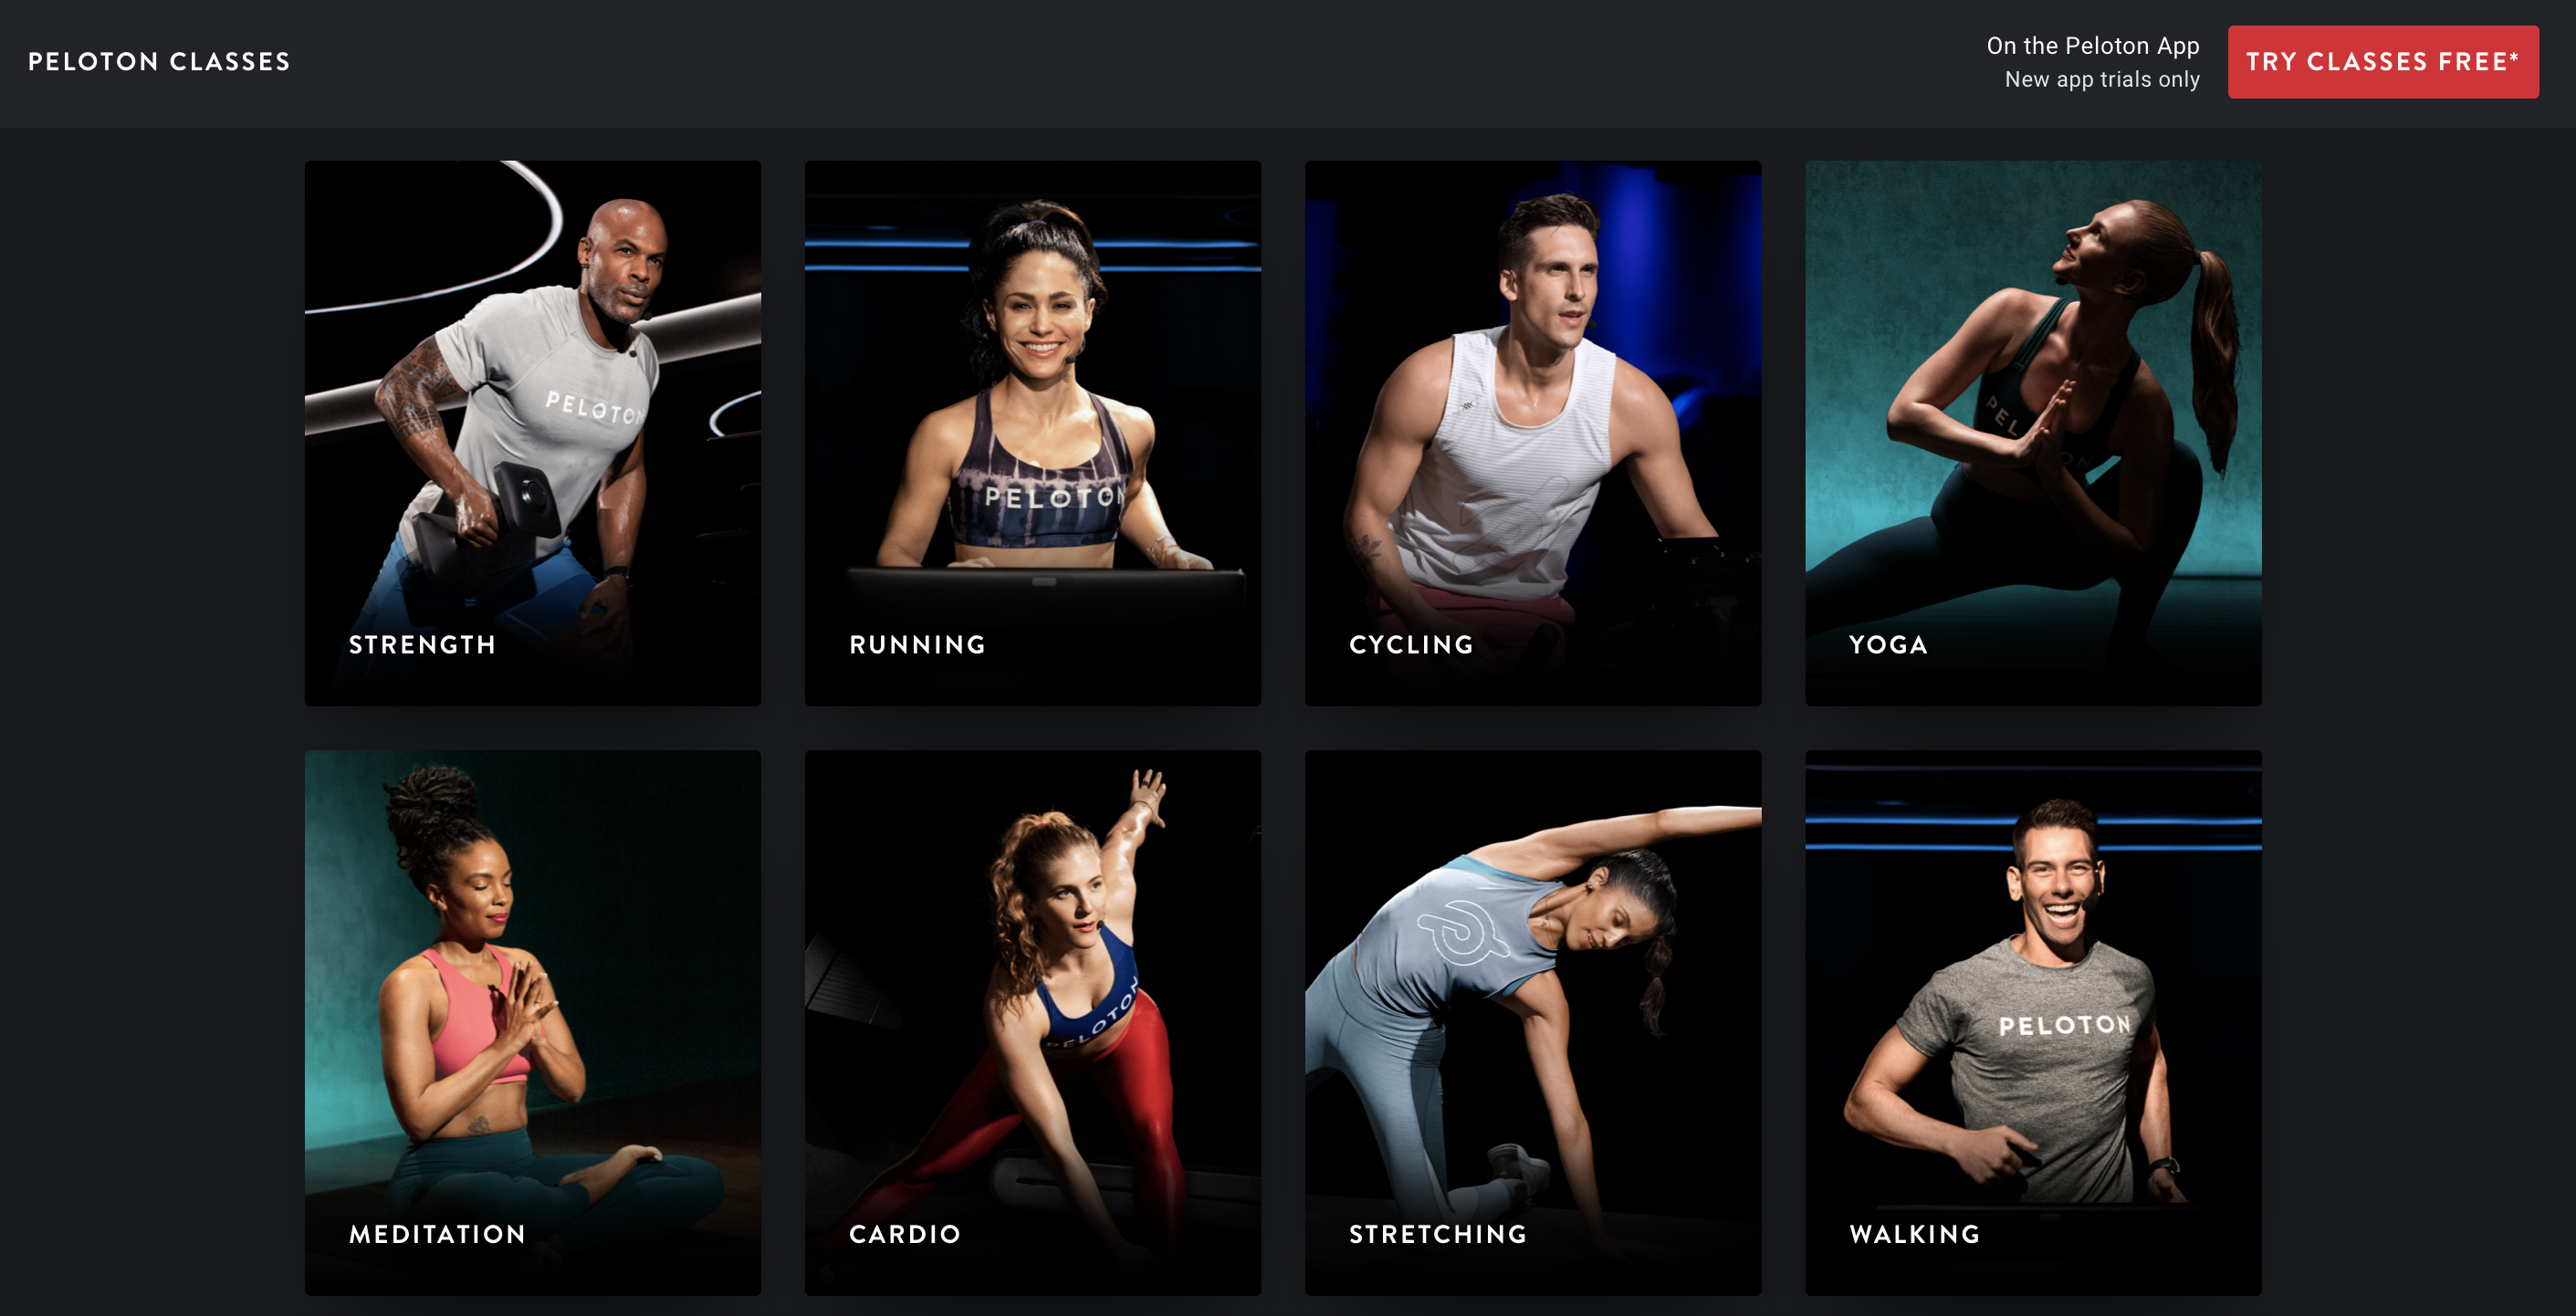 PELOTON CLASSES
On the Peloton App
New app trials only
TRY CLASSES FREE*
PELOTON
STRENGTH
PELOTON
RUNNING
CYCLING
PEL ON
YOGA
MEDITATION
PELOTON
CARDIO
STRETCHING
PELOTON
WALKING